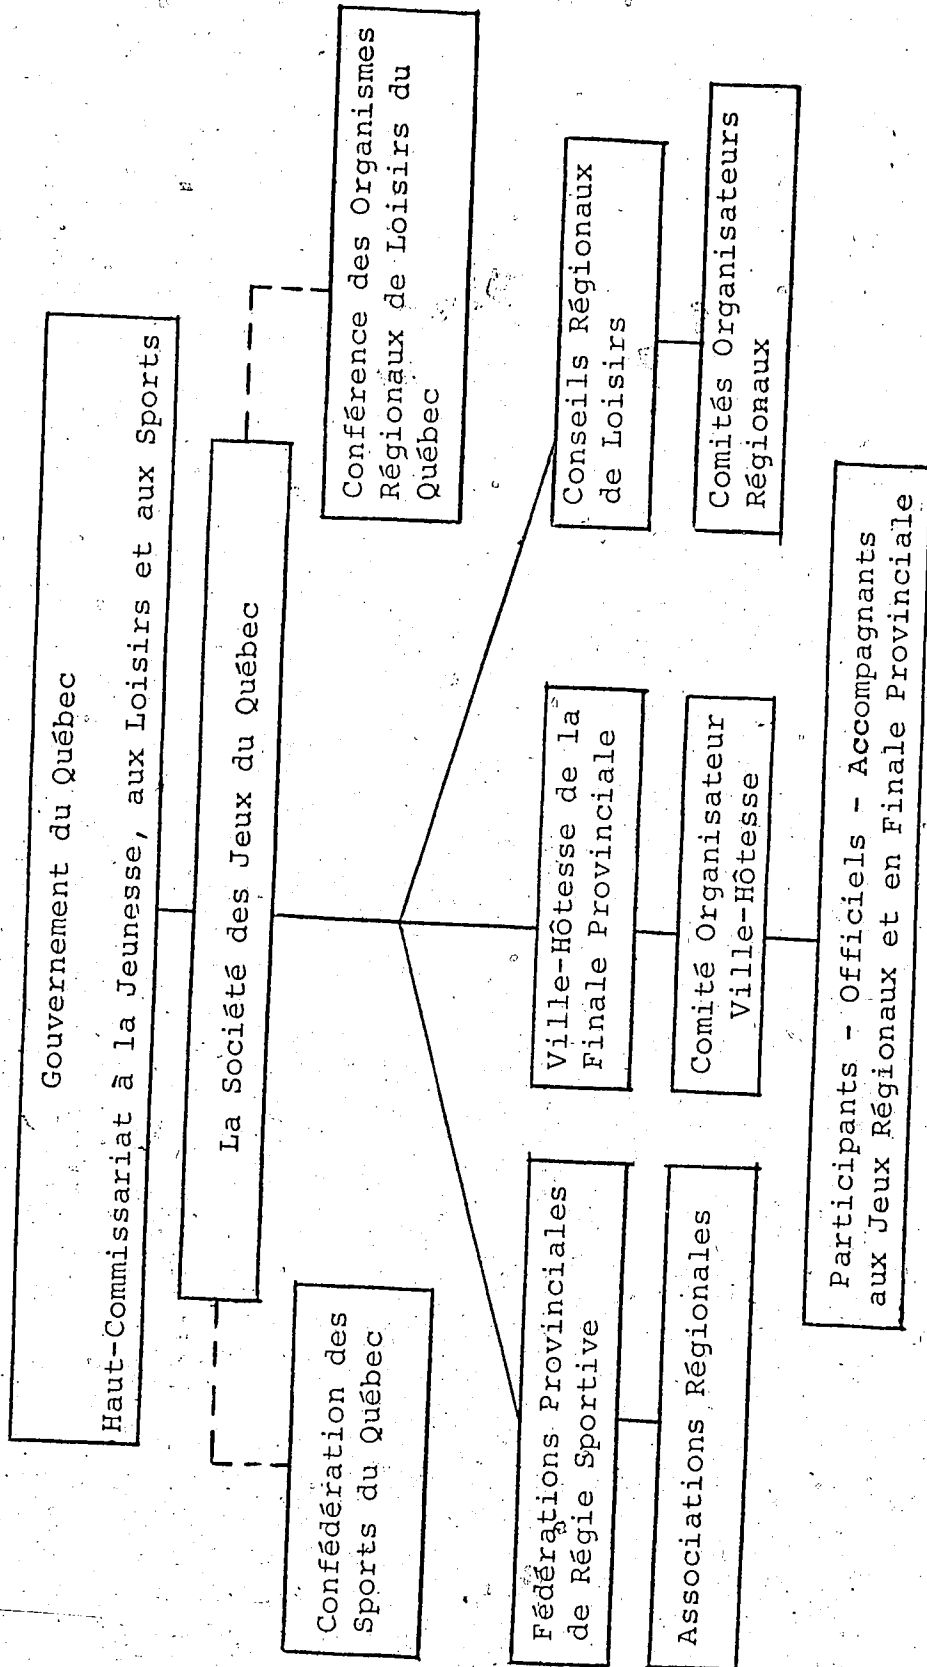 Gouvernement du Québec
Haut-Commissariat à la Jeunesse, aux Loisirs et aux Sports
La Société des Jeux du Québec
Confédération des
Sports du Québec
Conférence des Organismes
Régionaux de Loisirs du
Québec
Fédérations Provinciales
de Régie Sportive
Ville-Hôtesse de la
Finale Provinciale
Conseils Régionaux
de Loisirs
Associations Régionales
Comité Organisateur
Ville-Hôtesse
Comités Organisateurs
Régionaux
Participants - Officiels - Accompagnants
aux Jeux Régionaux et en Finale Provinciale